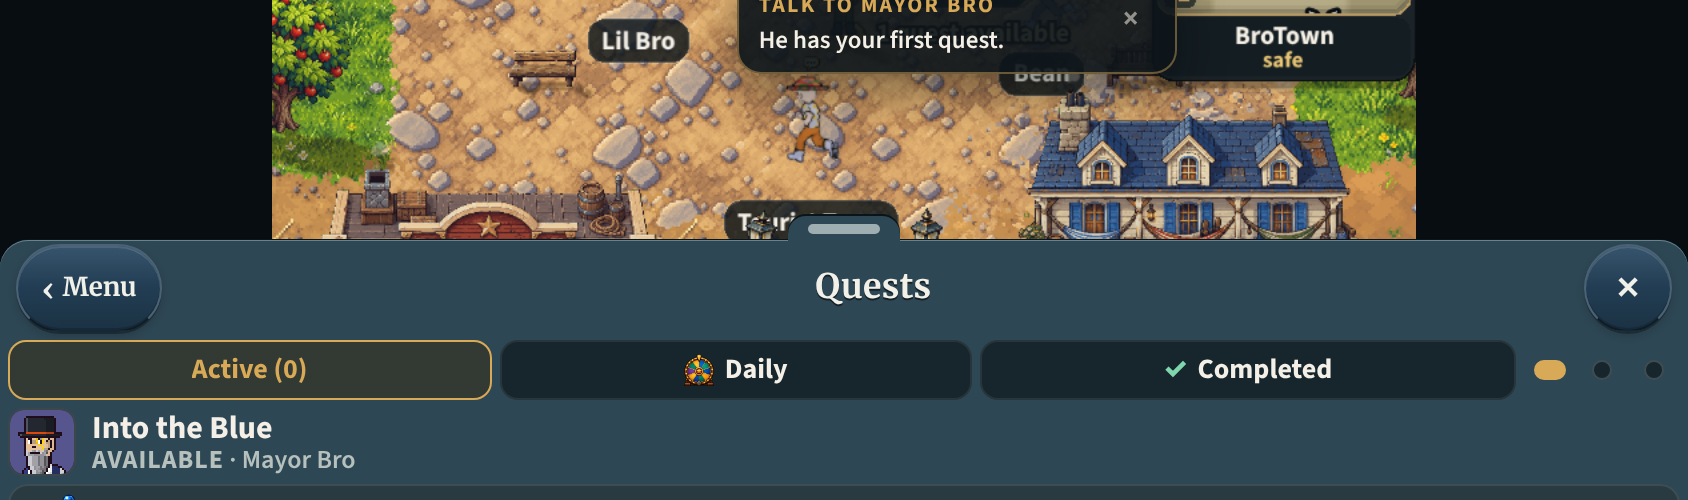 TALK TO MAYOR BRO
He has your first quest.
×
Lil Bro
Bean
BroTown
safe
‹ Menu
Quests
×
Active (0)
Daily
✓ Completed
Into the Blue
AVAILABLE · Mayor Bro